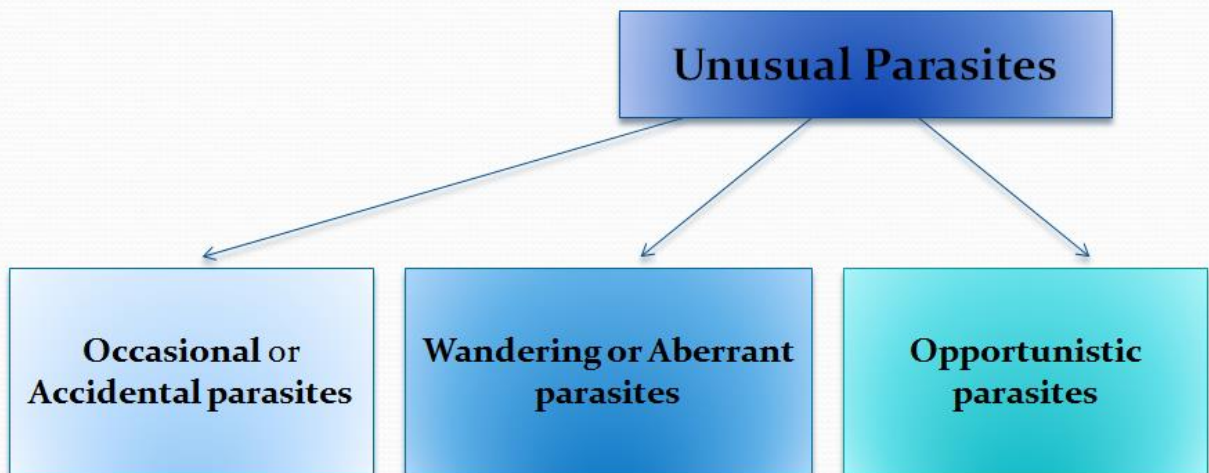 Unusual Parasites
Occasional or
Accidental parasites
Wandering or Aberrant
parasites
Opportunistic
parasites